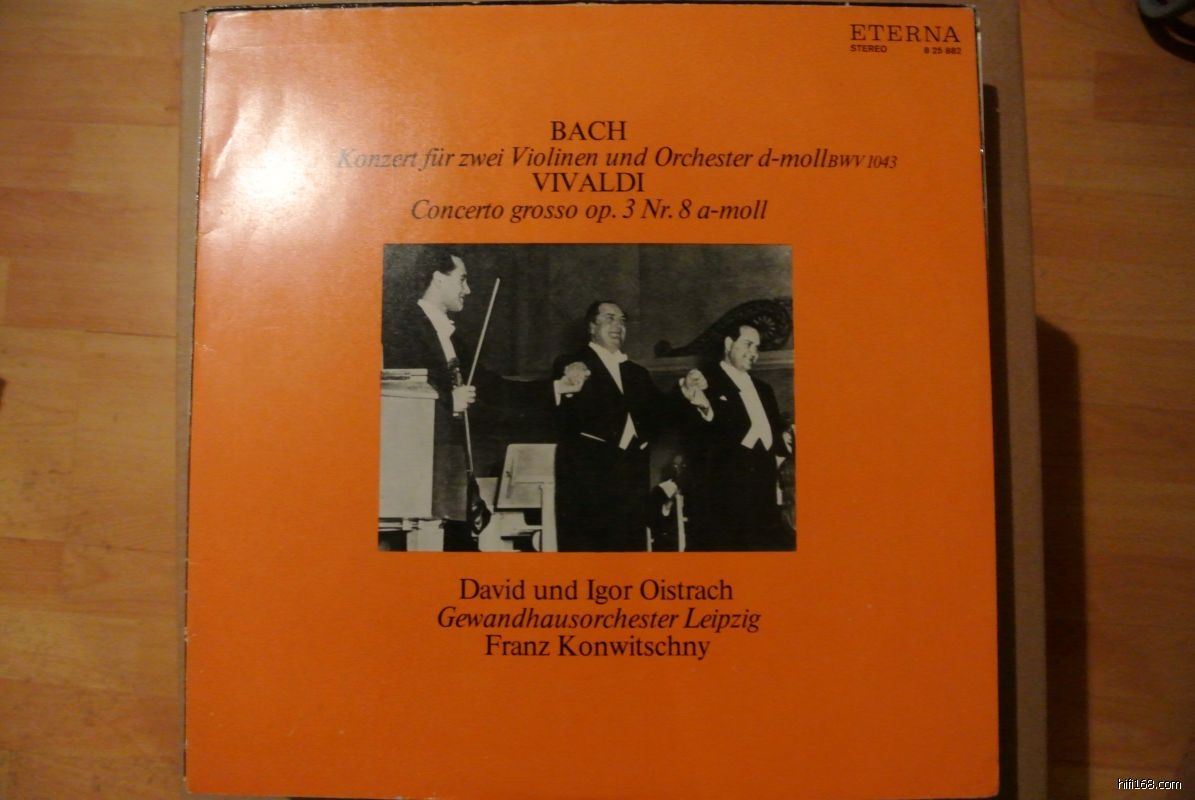 ETERNA
STEREO 8 25 882
BACH
Konzert für zwei Violinen und Orchester d-moll BWV 1043
VIVALDI
Concerto grosso op. 3 Nr. 8 a-moll
David und Igor Oistrach
Gewandhausorchester Leipzig
Franz Konwitschny
hifi168.com